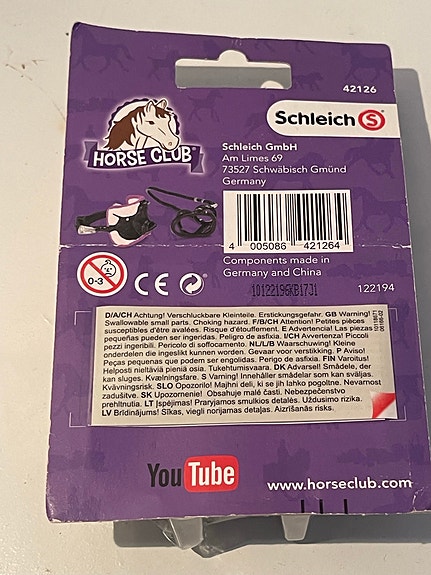 42126
Schleich S
HORSE CLUB®
Schleich GmbH
Am Limes 69
73527 Schwäbisch Gmünd
Germany
4 005086 421264
Components made in
Germany and China
0-3
CE
10122196KB17J1
122194
D/A/CH Achtung! Verschluckbare Kleinteile. Erstickungsgefahr. GB Warning!
Swallowable small parts. Choking hazard. F/B/CH Attention! Petites pièces
susceptibles d'être avalées. Risque d'étouffement. E Advertencia! Las piezas
pequeñas pueden ser ingeridas. Peligro de asfixia. I/CH Avvertenza! Piccoli
pezzi ingeribili. Pericolo di soffocamento. NL/L/B Waarschuwing! Kleine
onderdelen die ingeslikt kunnen worden. Gevaar voor verstikking. P Aviso!
Peças pequenas que podem ser engolidas. Perigo de asfixia. FIN Varoitus!
Helposti nieltäviä pieniä osia. Tukehtumisvaara. DK Advarsel! Smådele, der
kan sluges. Kvælningsfare. S Varning! Innehåller smådelar som kan sväljas.
Kvävningsrisk. SLO Opozorilo! Majhni deli, ki se jih lahko pogoltne. Nevarnost
zadušitve. SK Upozornenie! Obsahuje malé časti. Nebezpečenstvo
prehltnutia. LT Įspėjimas! Praryjamos smulkios detalės. Uždusimo rizika.
LV Brīdinājums! Sīkas, viegli norijamas detaļas. Aizrīšanās risks.
You Tube
www.horseclub.com